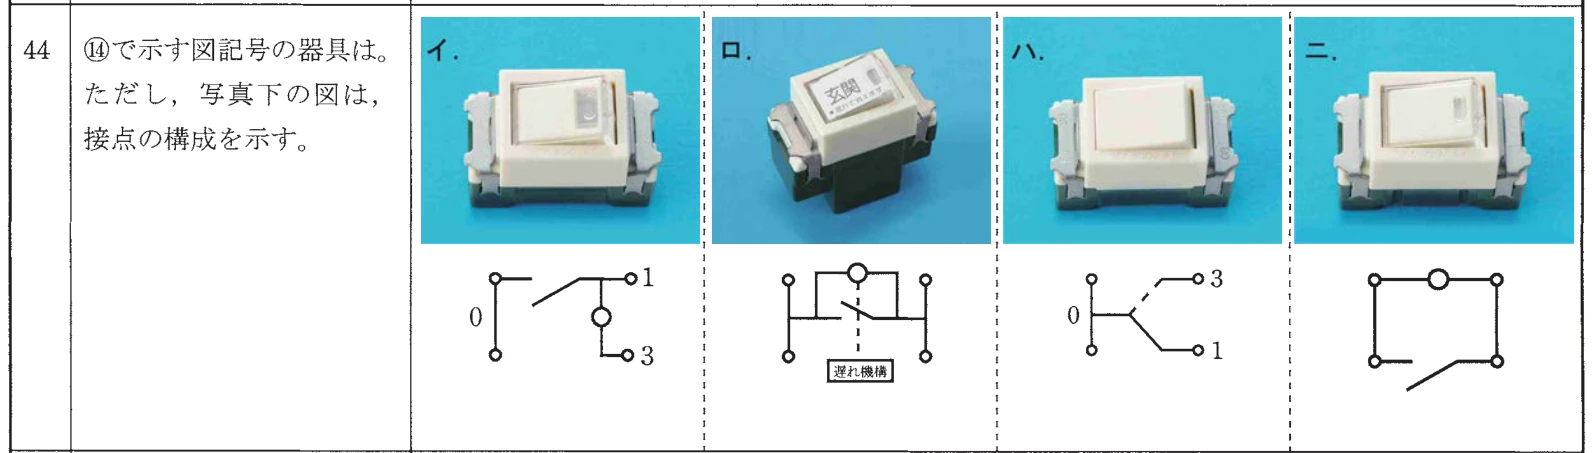 44
⑭で示す図記号の器具は。
ただし，写真下の図は，
接点の構成を示す。
イ.
ロ.
ハ.
ニ.
玄関
0
1
3
遅れ機構
0
3
1